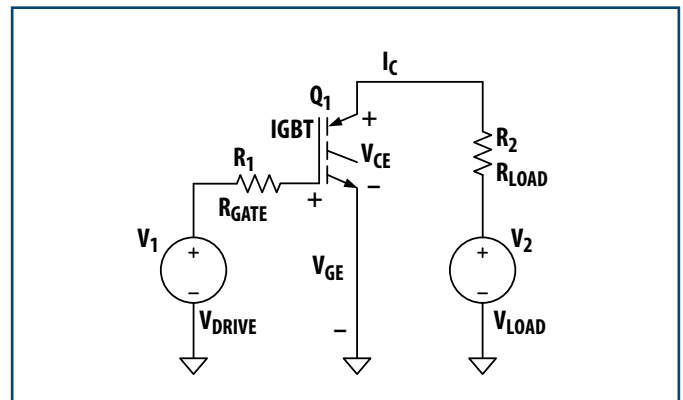 I_C
Q_1
IGBT
+
V_CE
−
R_1
R_GATE
+
R_2
R_LOAD
V_1
+
−
V_DRIVE
V_GE
−
V_2
+
−
V_LOAD